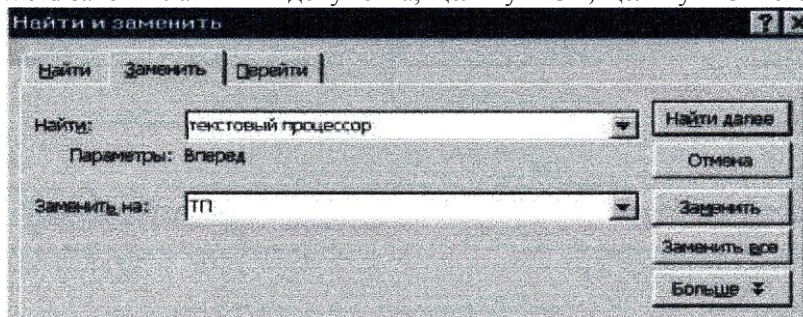 Найти и заменить
Найти Заменить Перейти
Найти: текстовый процессор Найти далее
Параметры: Вперед Отмена
Заменить на: ТП Заменить
Заменить все
Больше